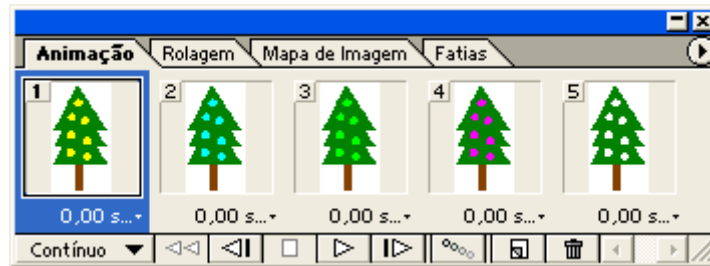 Animação Rolagem Mapa de Imagem Fatias
1 2 3 4 5
0,00 s... 0,00 s... 0,00 s... 0,00 s... 0,00 s...
Contínuo